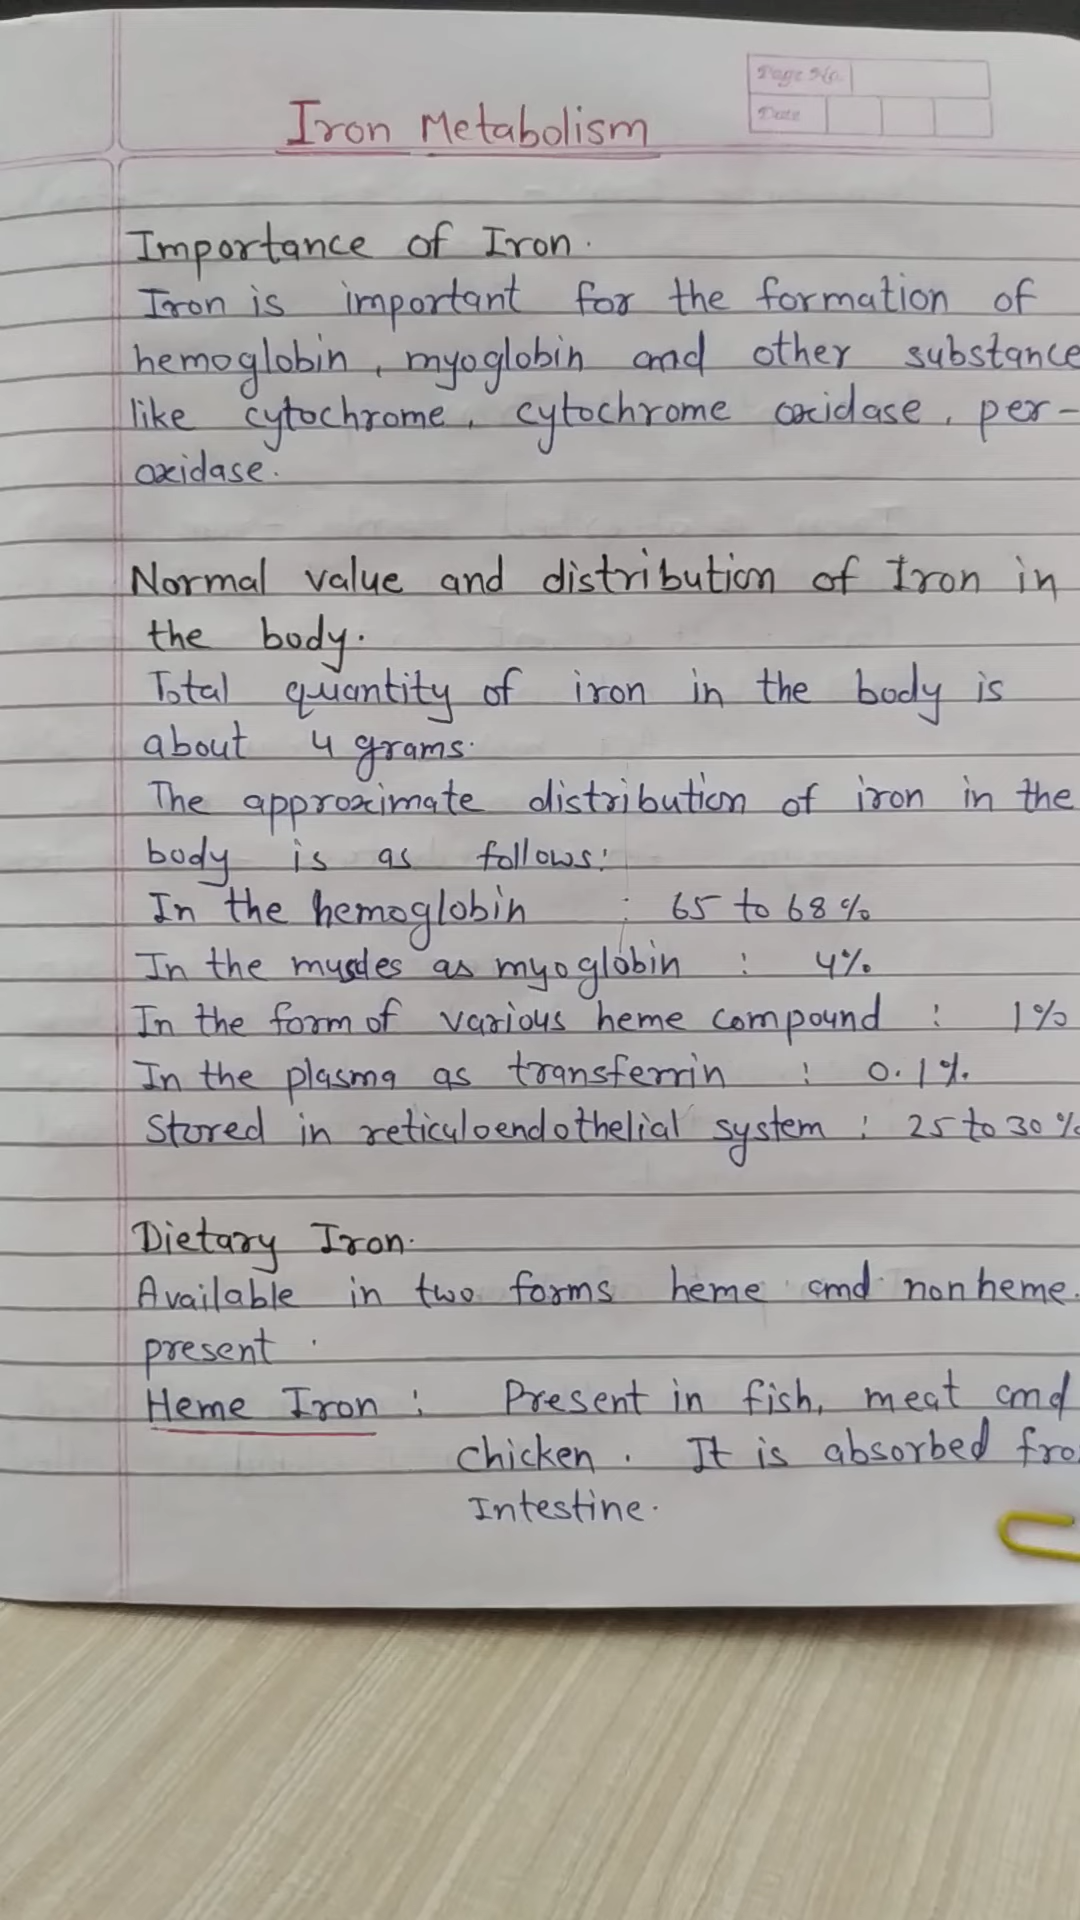 Page No.
Date
Iron Metabolism
Importance of Iron.
Iron is important for the formation of
hemoglobin, myoglobin and other substance
like cytochrome, cytochrome oxidase, per-
oxidase.
Normal value and distribution of Iron in
the body.
Total quantity of iron in the body is
about 4 grams.
The approximate distribution of iron in the
body is as follows:
In the hemoglobin : 65 to 68%
In the muscles as myoglobin : 4%
In the form of various heme compound : 1%
In the plasma as transferrin : 0.1%
Stored in reticuloendothelial system : 25 to 30%
Dietary Iron.
Available in two forms heme and nonheme.
present.
Heme Iron : Present in fish, meat and
chicken. It is absorbed fro
Intestine.